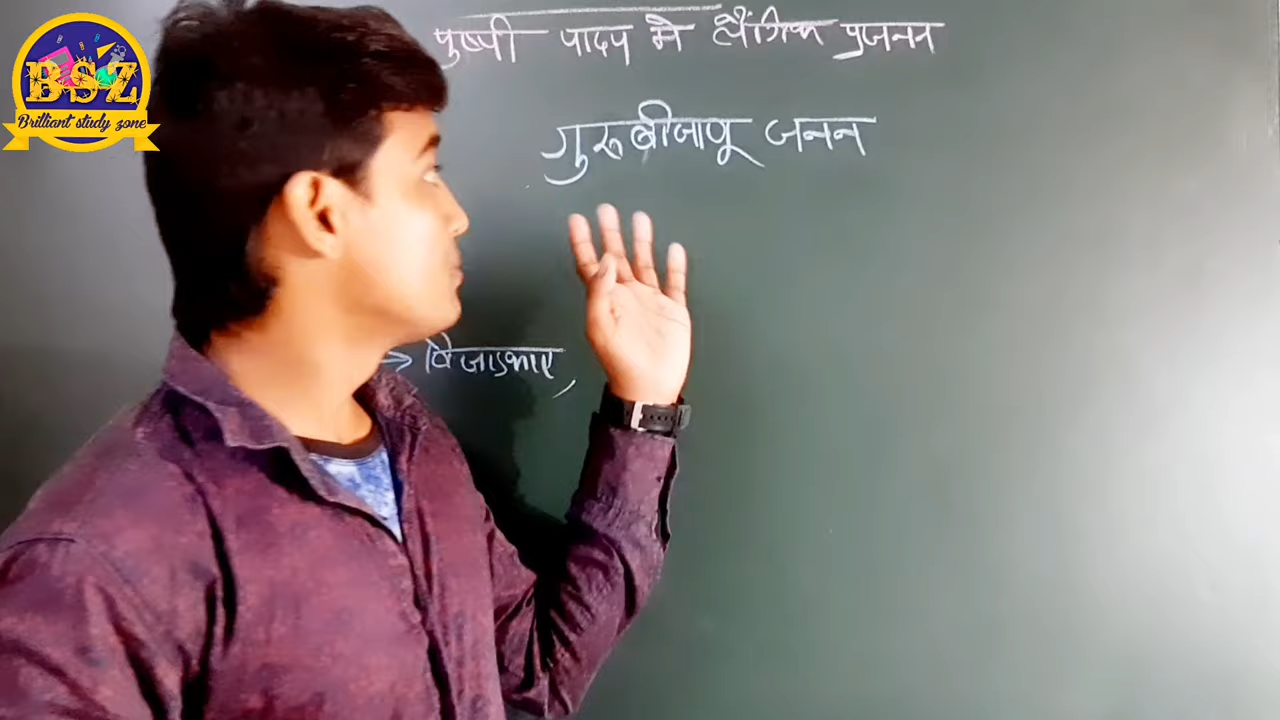 BSZ
Brilliant study zone
पुष्पी पादप मे लैंगिक प्रजनन
गुरुबीजाणू जनन
→ विजाण्काए,